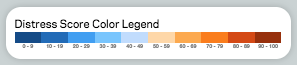 Distress Score Color Legend
0 - 9 10 - 19 20 - 29 30 - 39 40 - 49 50 - 59 60 - 69 70 - 79 80 - 89 90 - 100